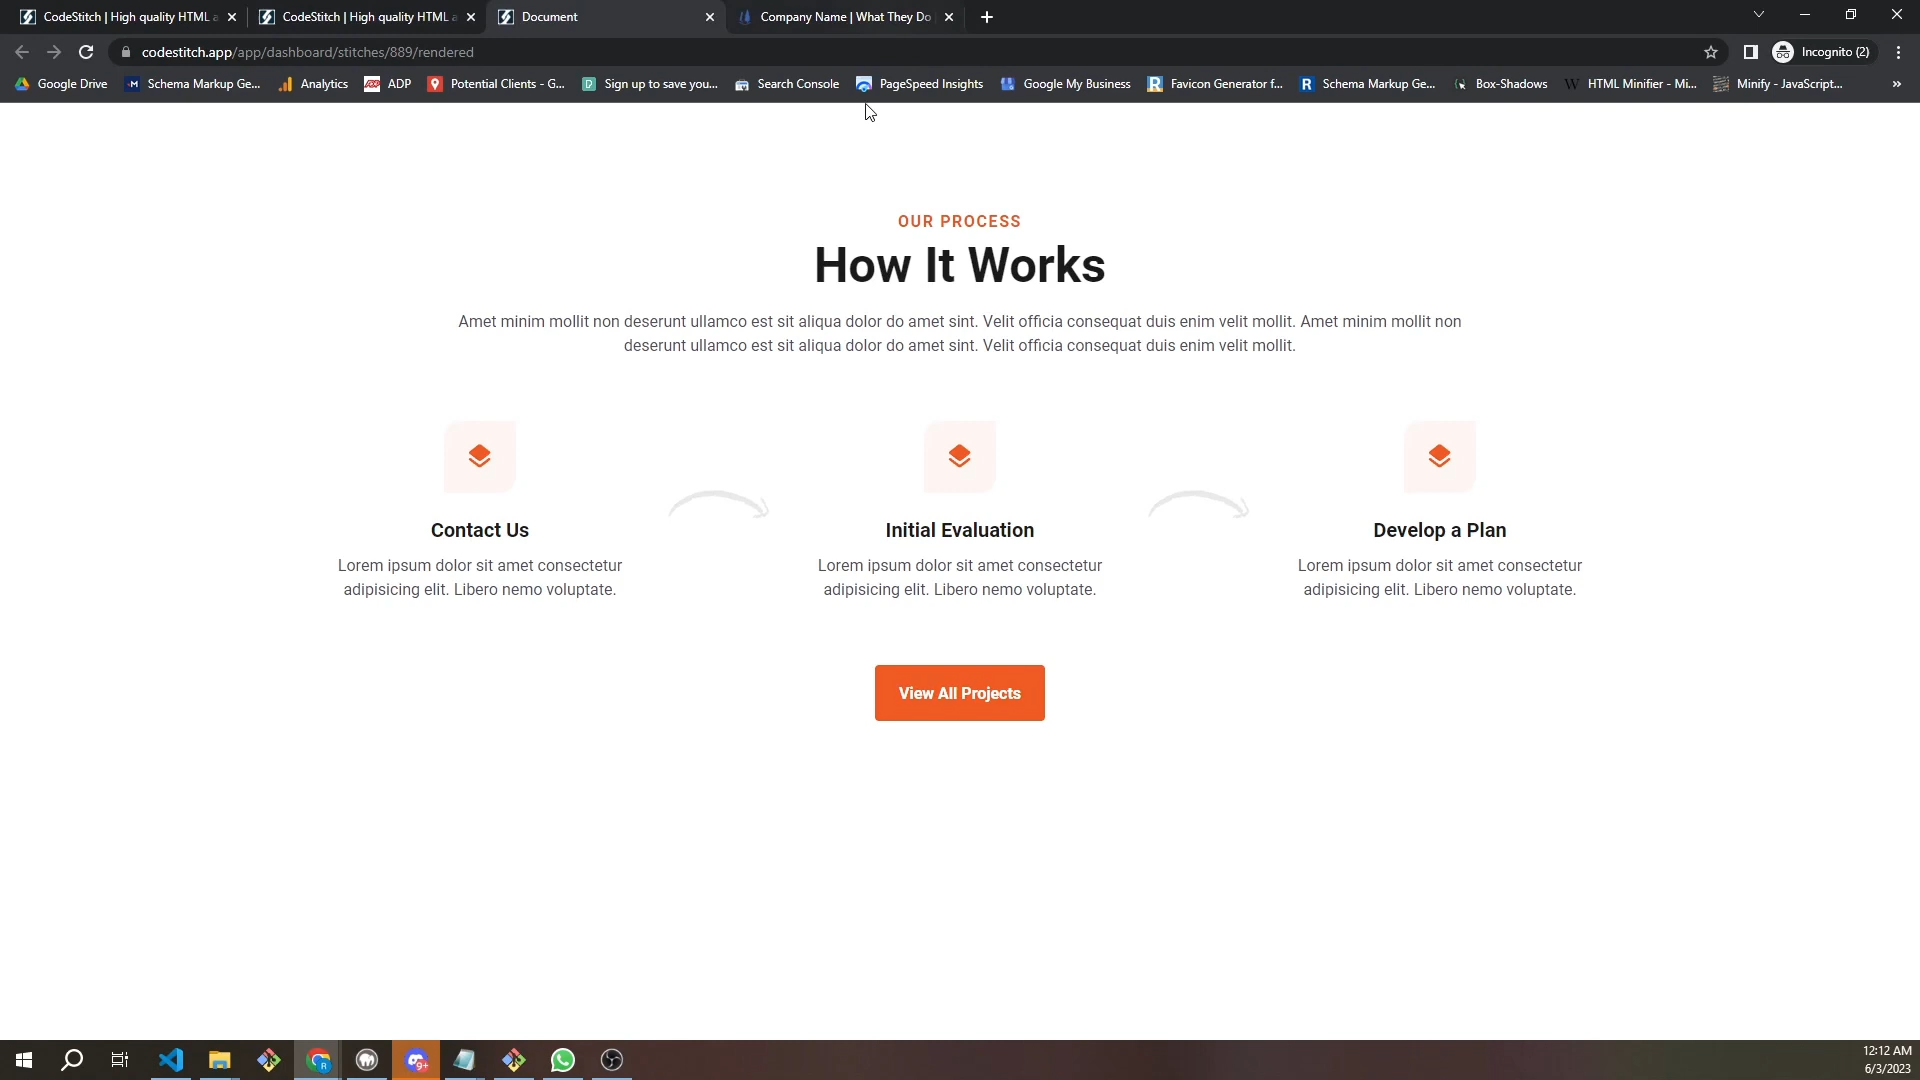 CodeStitch | High quality HTML a
CodeStitch | High quality HTML a
Document
Company Name | What They Do
codestitch.app/app/dashboard/stitches/889/rendered
Incognito (2)
Google Drive
Schema Markup Ge...
Analytics
ADP
Potential Clients - G...
Sign up to save you...
Search Console
PageSpeed Insights
Google My Business
Favicon Generator f...
Schema Markup Ge...
Box-Shadows
HTML Minifier - Mi...
Minify - JavaScript...
»
OUR PROCESS
How It Works
Amet minim mollit non deserunt ullamco est sit aliqua dolor do amet sint. Velit officia consequat duis enim velit mollit. Amet minim mollit non
deserunt ullamco est sit aliqua dolor do amet sint. Velit officia consequat duis enim velit mollit.
Contact Us
Lorem ipsum dolor sit amet consectetur
adipisicing elit. Libero nemo voluptate.
Initial Evaluation
Lorem ipsum dolor sit amet consectetur
adipisicing elit. Libero nemo voluptate.
Develop a Plan
Lorem ipsum dolor sit amet consectetur
adipisicing elit. Libero nemo voluptate.
View All Projects
9+
12:12 AM
6/3/2023